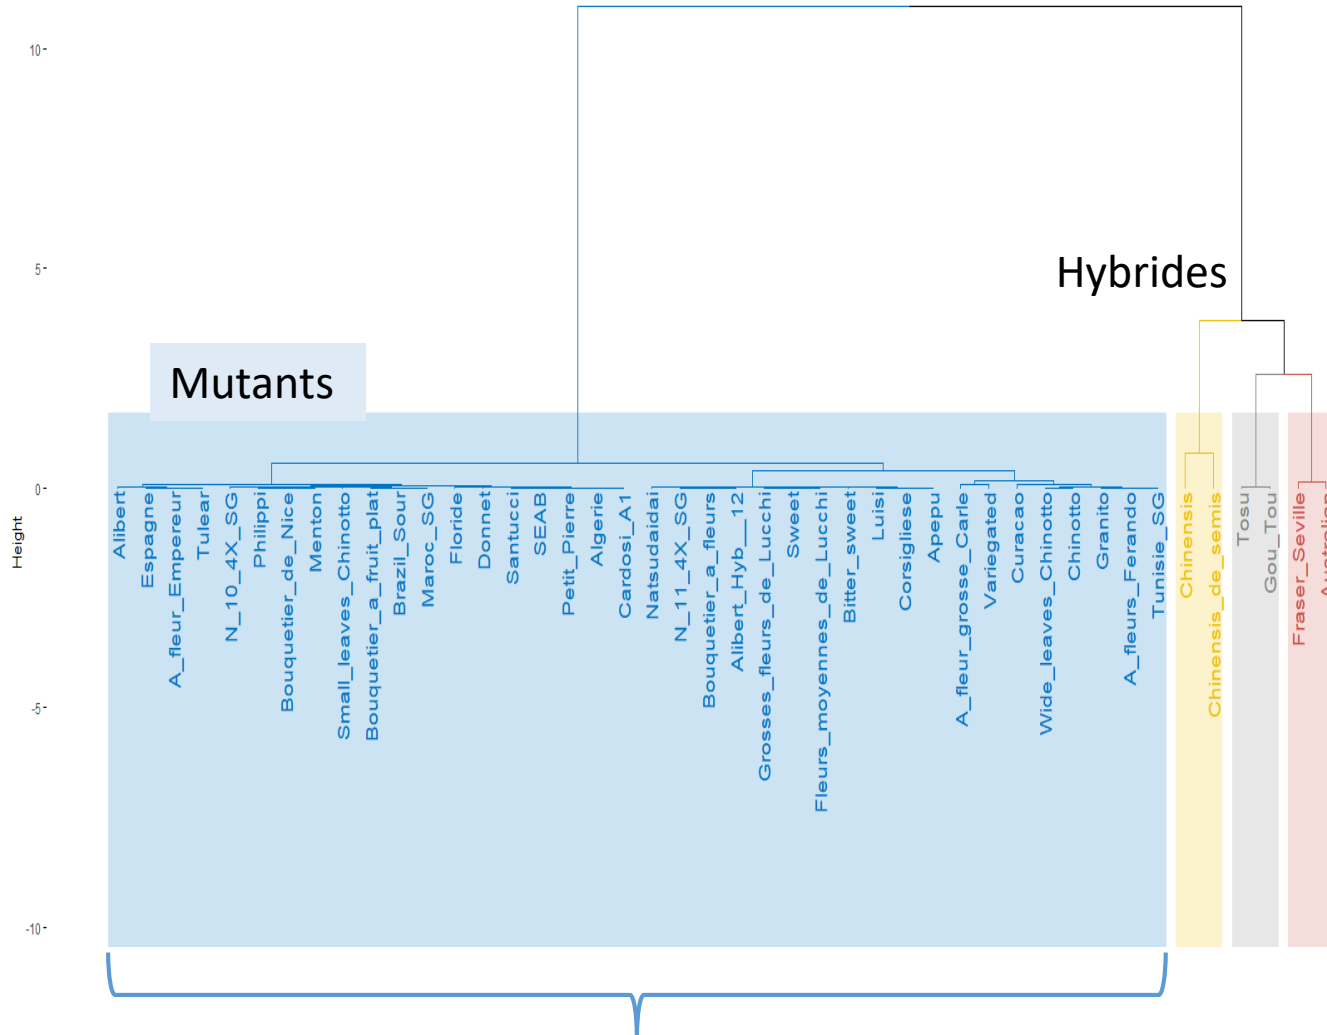 10
5
0
-5
-10
Height
Hybrides
Mutants
Alibert
Espagne
A_fleur_Empereur
Tulear
N_10_4X_SG
Philippi
Bouquetier_de_Nice
Menton
Small_leaves_Chinotto
Bouquetier_a_fruit_plat
Brazil_Sour
Maroc_SG
Floride
Donnet
Santucci
SEAB
Petit_Pierre
Algerie
Cardosi_A1
Natsudaidai
N_11_4X_SG
Bouquetier_a_fleurs
Alibert_Hyb__12
Grosses_fleurs_de_Lucchi
Sweet
Fleurs_moyennes_de_Lucchi
Bitter_sweet
Luisi
Corsigliese
Apepu
A_fleur_grosse_Carle
Variegated
Curacao
Wide_leaves_Chinotto
Chinotto
Granito
A_fleurs_Ferando
Tunisie_SG
Chinensis
Chinensis_de_semis
Tosu
Gou_Tou
Fraser_Seville
Australian